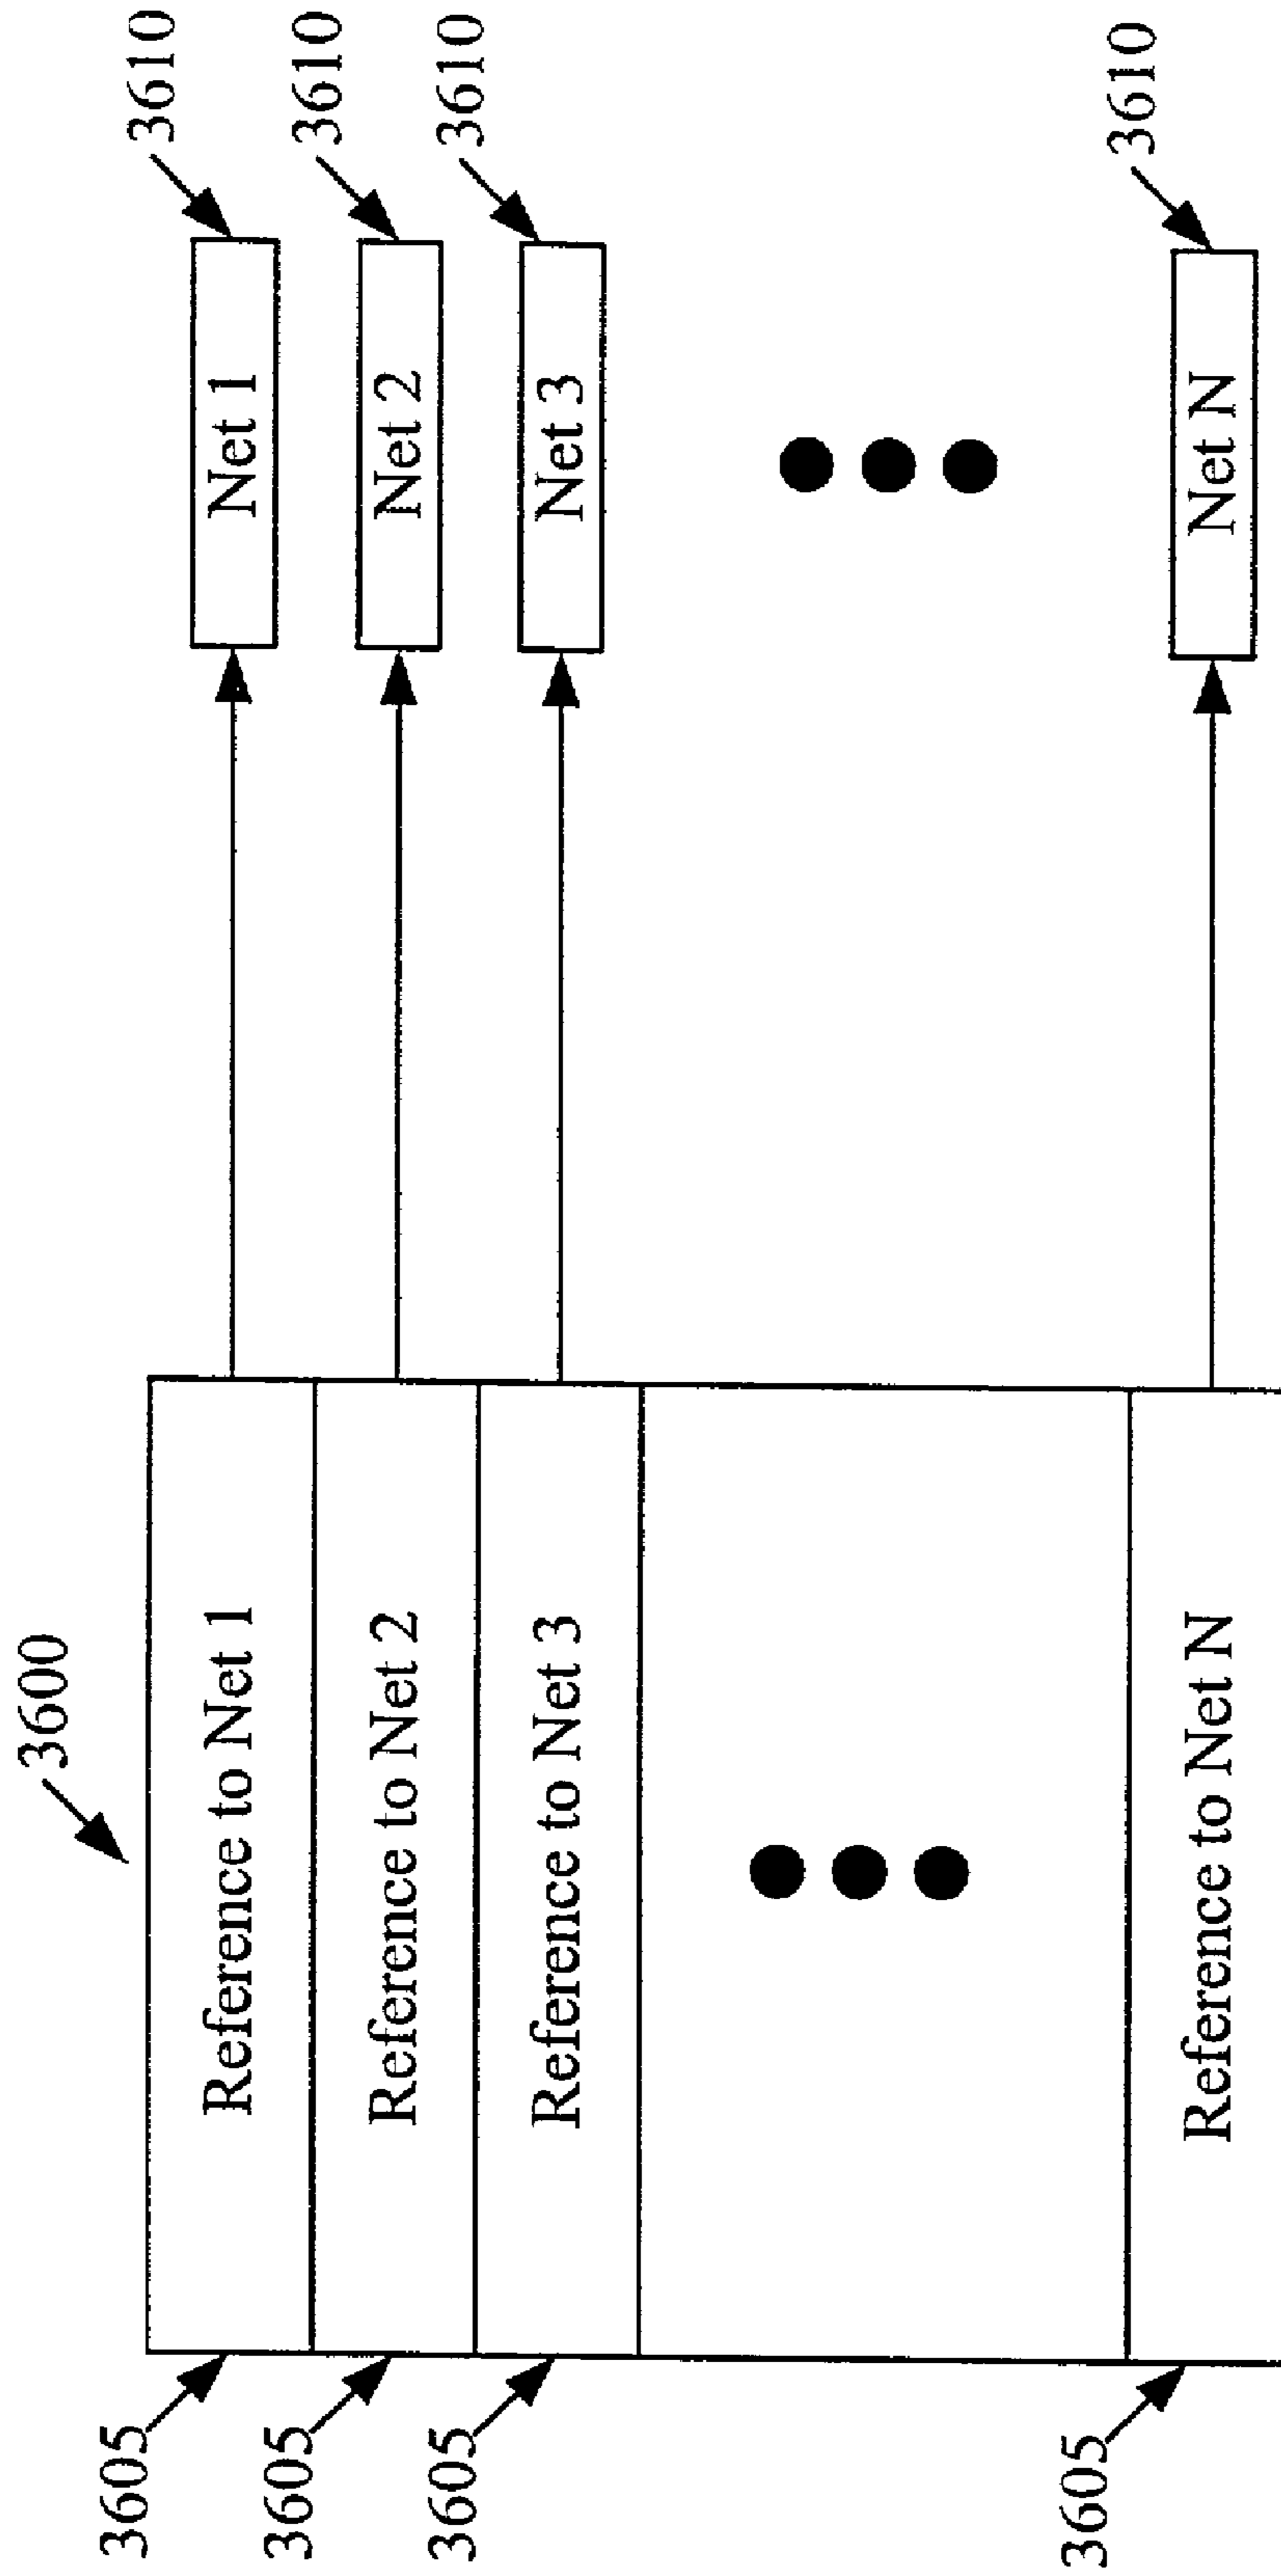 3600
3605
Reference to Net 1
Net 1
3610
3605
Reference to Net 2
Net 2
3610
3605
Reference to Net 3
Net 3
3610
3605
Reference to Net N
Net N
3610